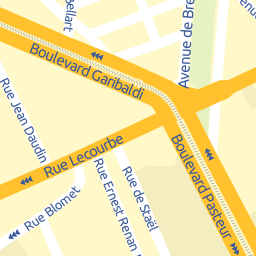 ellart
Avenue de Bre
Boulevard Garibaldi
Rue Jean Daudin
Rue Lecourbe
Boulevard Pasteur
Rue Blomet
Rue Ernest Renan
Rue de Staël